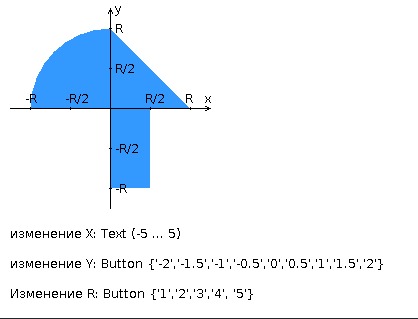 y
R
R/2
-R -R/2 R/2 R x
-R/2
-R
изменение X: Text (-5 ... 5)
изменение Y: Button {'-2','-1.5','-1','-0.5','0','0.5','1','1.5','2'}
Изменение R: Button {'1','2','3','4', '5'}